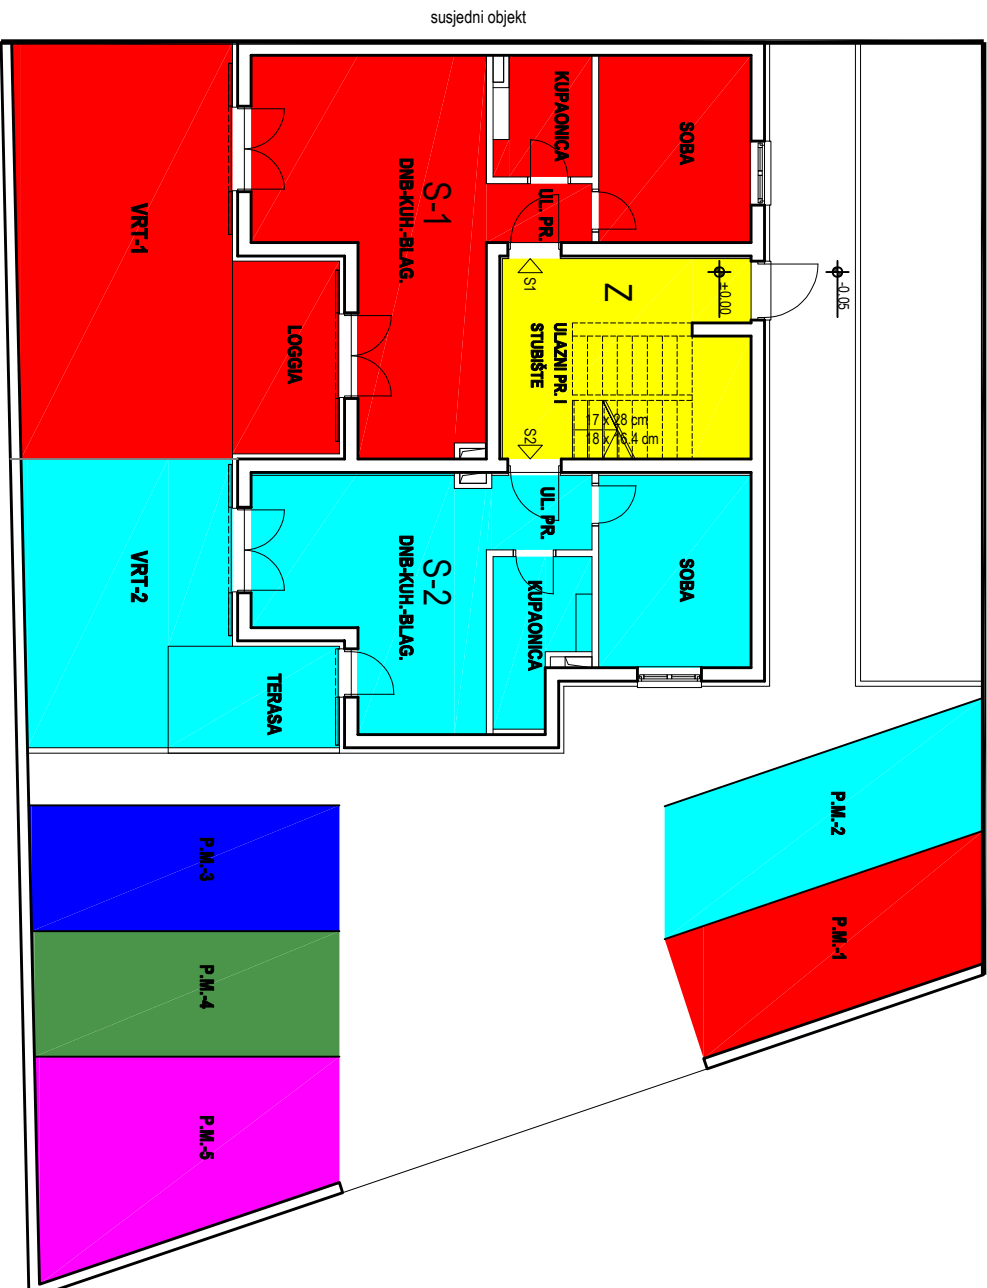 susjedni objekt
KUPAONICA
SOBA
S-1
DNB-KUH.-BLAG.
UL. PR.
VRT-1
LOGGIA
S1
Z
±0.00
-0.05
ULAZNI PR. I
STUBIŠTE
17 x 28 cm
18 x 16.4 cm
S2
UL. PR.
S-2
DNB-KUH.-BLAG.
KUPAONICA
SOBA
VRT-2
TERASA
P.M.-2
P.M.-1
P.M.-3
P.M.-4
P.M.-5